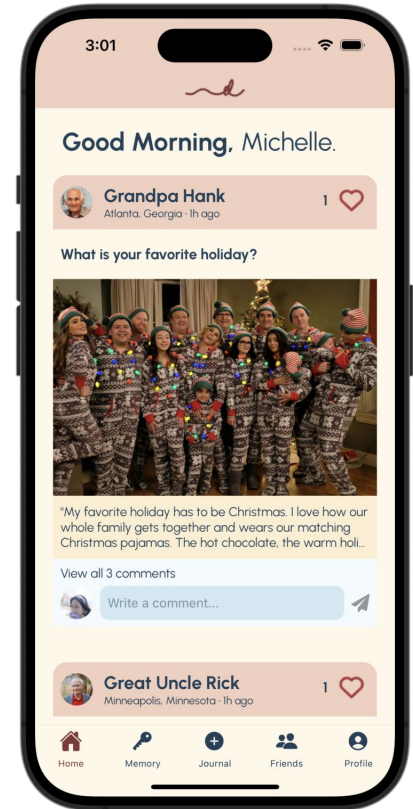 3:01
d
Good Morning, Michelle.
Grandpa Hank
1
Atlanta, Georgia · 1h ago
What is your favorite holiday?
"My favorite holiday has to be Christmas. I love how our
whole family gets together and wears our matching
Christmas pajamas. The hot chocolate, the warm holi...
View all 3 comments
Write a comment...
Great Uncle Rick
1
Minneapolis, Minnesota · 1h ago
Home
Memory
Journal
Friends
Profile